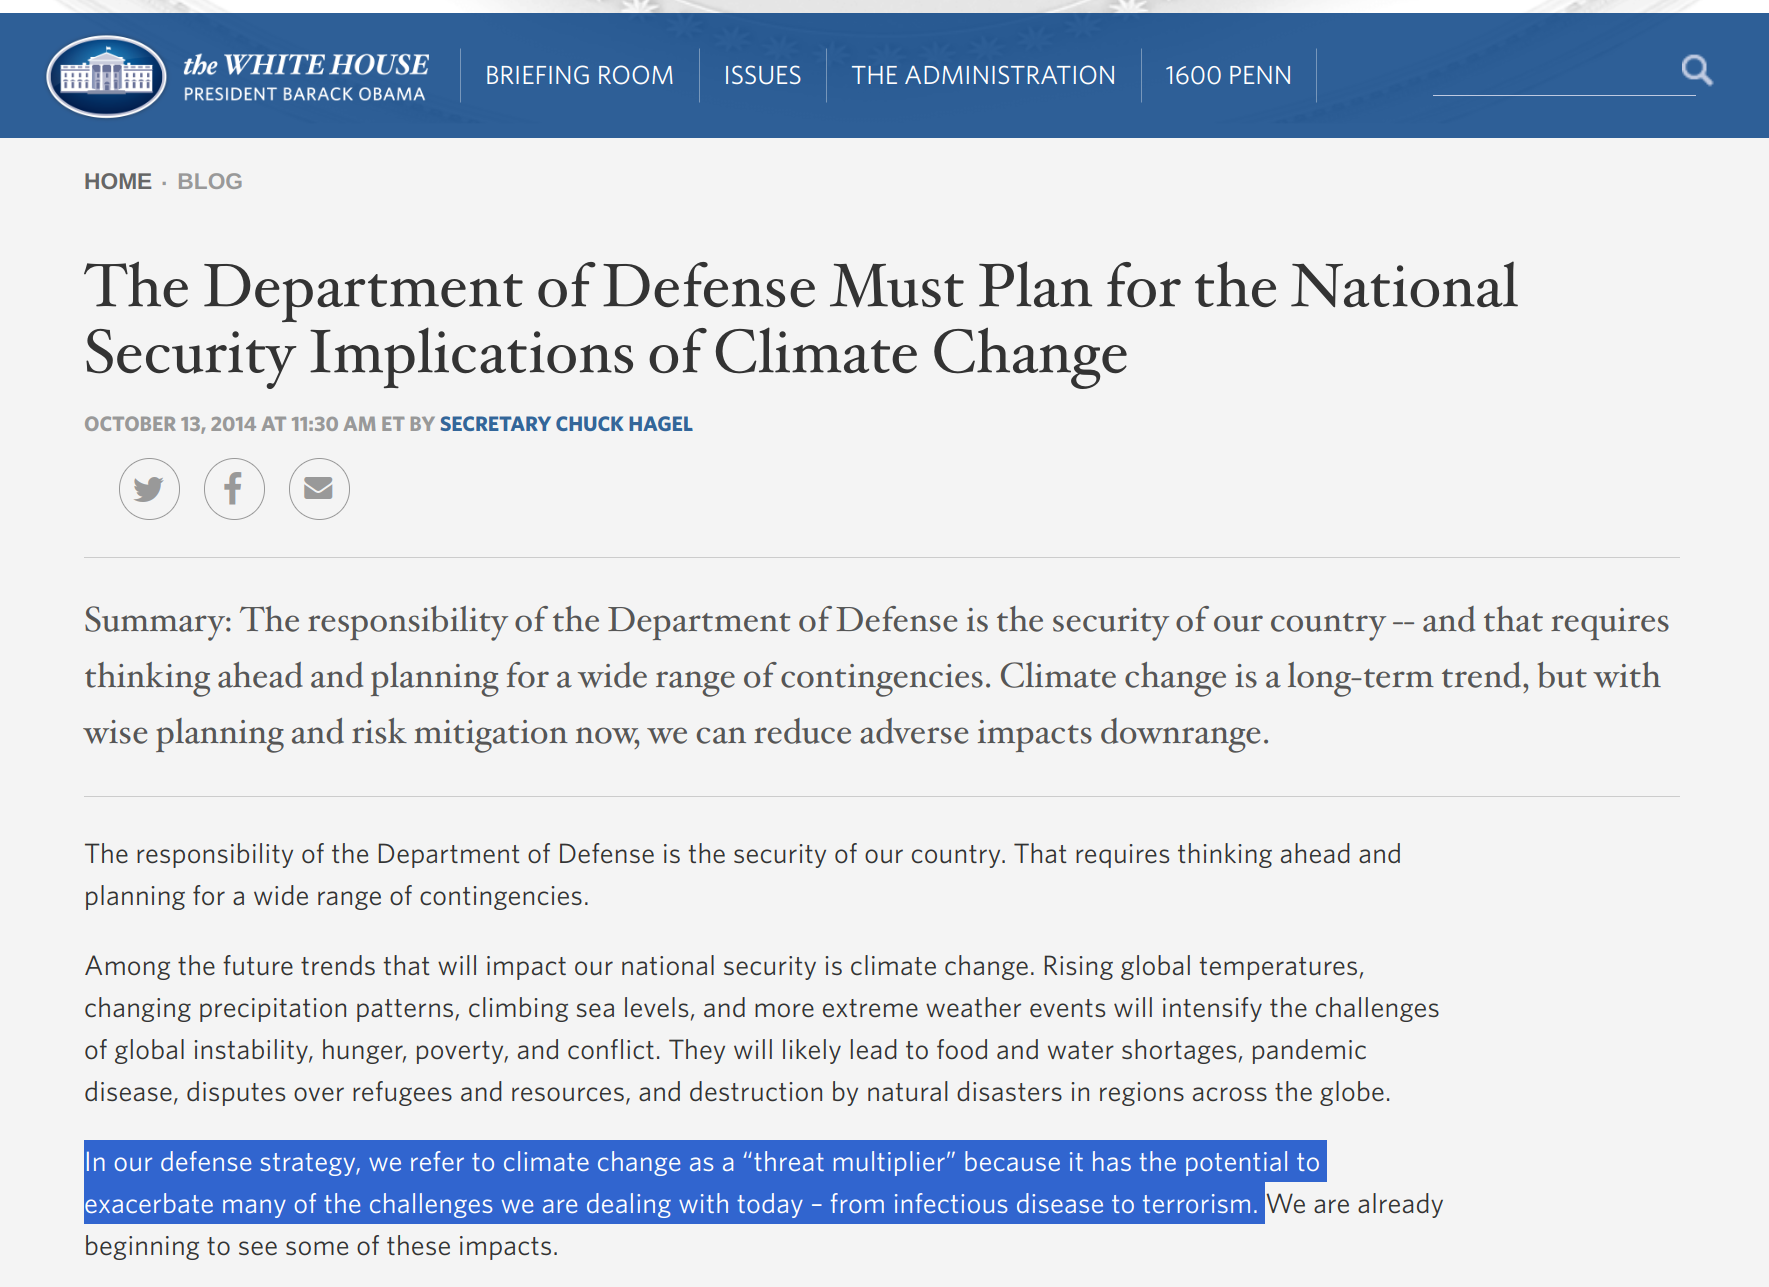 the WHITE HOUSE
PRESIDENT BARACK OBAMA
BRIEFING ROOM
ISSUES
THE ADMINISTRATION
1600 PENN
HOME · BLOG
The Department of Defense Must Plan for the National
Security Implications of Climate Change
OCTOBER 13, 2014 AT 11:30 AM ET BY SECRETARY CHUCK HAGEL
Summary: The responsibility of the Department of Defense is the security of our country -- and that requires
thinking ahead and planning for a wide range of contingencies. Climate change is a long-term trend, but with
wise planning and risk mitigation now, we can reduce adverse impacts downrange.
The responsibility of the Department of Defense is the security of our country. That requires thinking ahead and
planning for a wide range of contingencies.
Among the future trends that will impact our national security is climate change. Rising global temperatures,
changing precipitation patterns, climbing sea levels, and more extreme weather events will intensify the challenges
of global instability, hunger, poverty, and conflict. They will likely lead to food and water shortages, pandemic
disease, disputes over refugees and resources, and destruction by natural disasters in regions across the globe.
In our defense strategy, we refer to climate change as a “threat multiplier” because it has the potential to
exacerbate many of the challenges we are dealing with today – from infectious disease to terrorism. We are already
beginning to see some of these impacts.